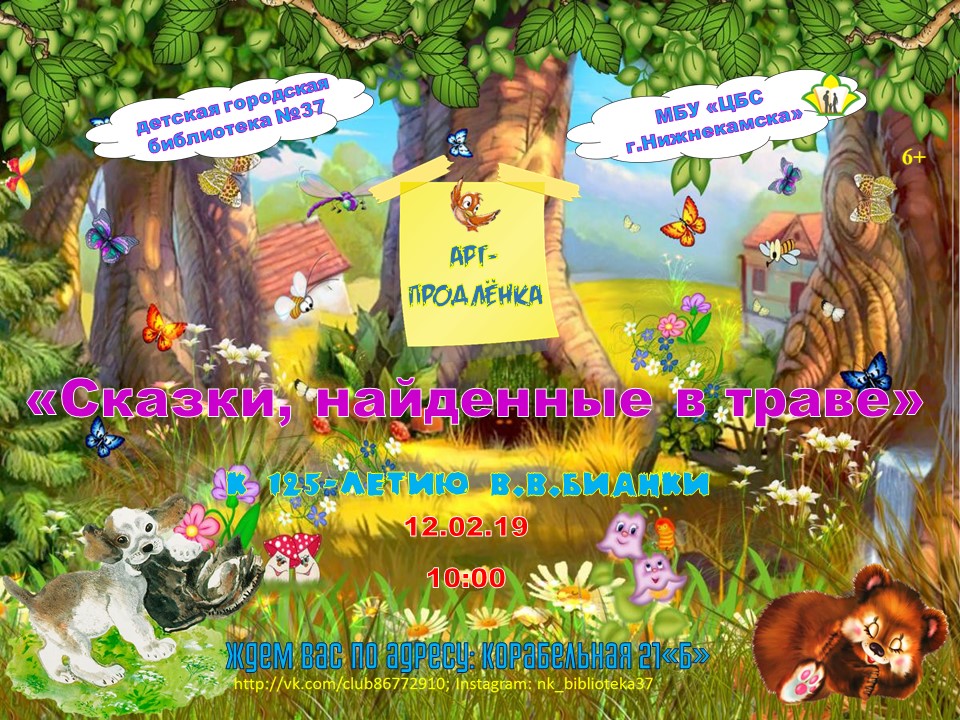 детская городская
библиотека №37
МБУ «ЦБС
г.Нижнекамска»
6+
АРТ-
ПРОДЛЁНКА
«Сказки, найденные в траве»
К 125-ЛЕТИЮ В.В.БИАНКИ
12.02.19
10:00
ждем вас по адресу: корабельная 21«Б»
http://vk.com/club86772910; Instagram: nk_biblioteka37